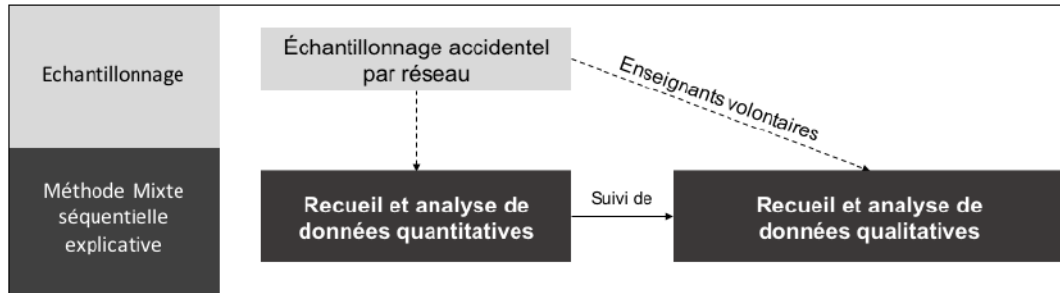 Echantillonnage
Échantillonnage accidentel
par réseau
Enseignants volontaires
Méthode Mixte
séquentielle
explicative
Recueil et analyse de
données quantitatives
Suivi de
Recueil et analyse de
données qualitatives